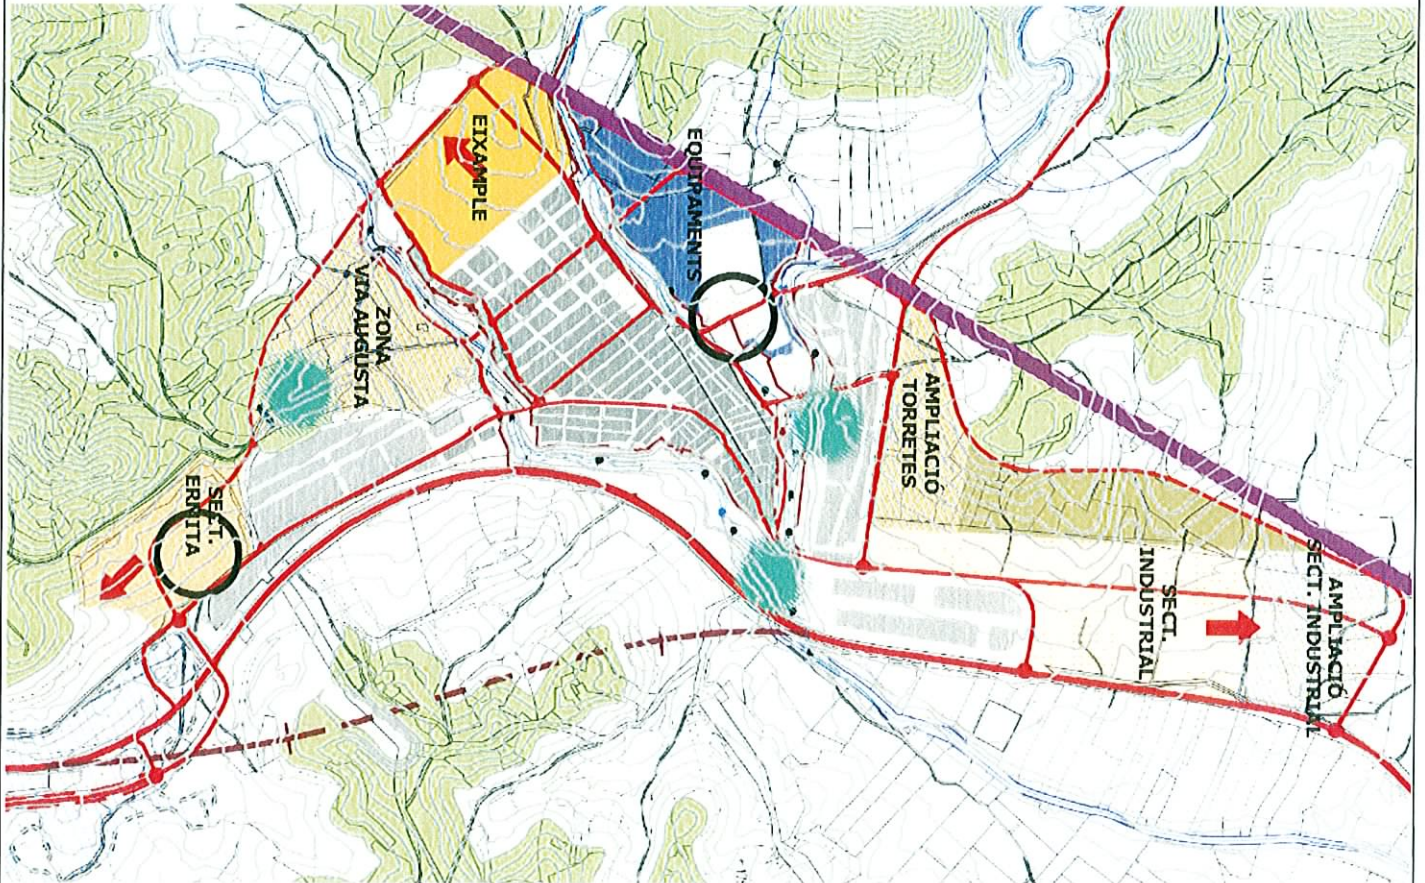 EIXAMPLE
EQUIPAMENTS
ZONA
VIA AUGUSTA
AMPLIACIÓ
TORRETES
SECT.
ERMITA
SECT.
INDUSTRIAL
AMPLIACIÓ
SECT. INDUSTRIAL